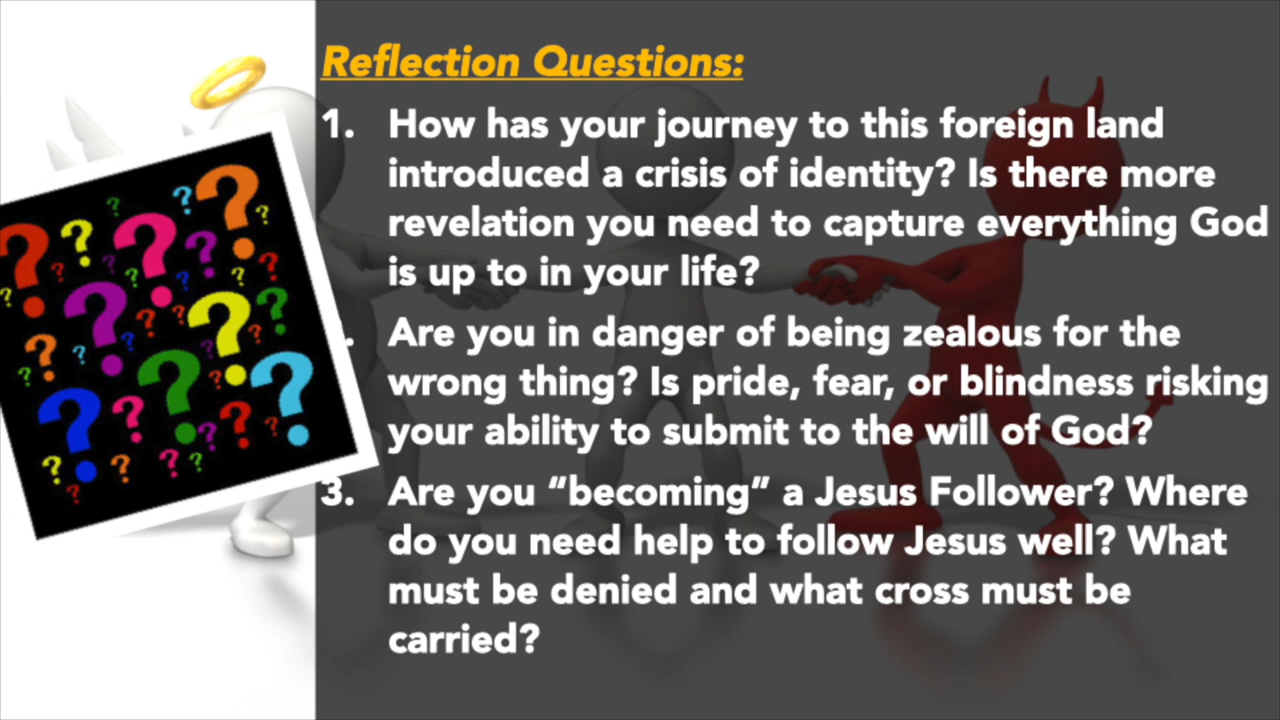 Reflection Questions:
1. How has your journey to this foreign land
introduced a crisis of identity? Is there more
revelation you need to capture everything God
is up to in your life?
. Are you in danger of being zealous for the
wrong thing? Is pride, fear, or blindness risking
your ability to submit to the will of God?
3. Are you “becoming” a Jesus Follower? Where
do you need help to follow Jesus well? What
must be denied and what cross must be
carried?